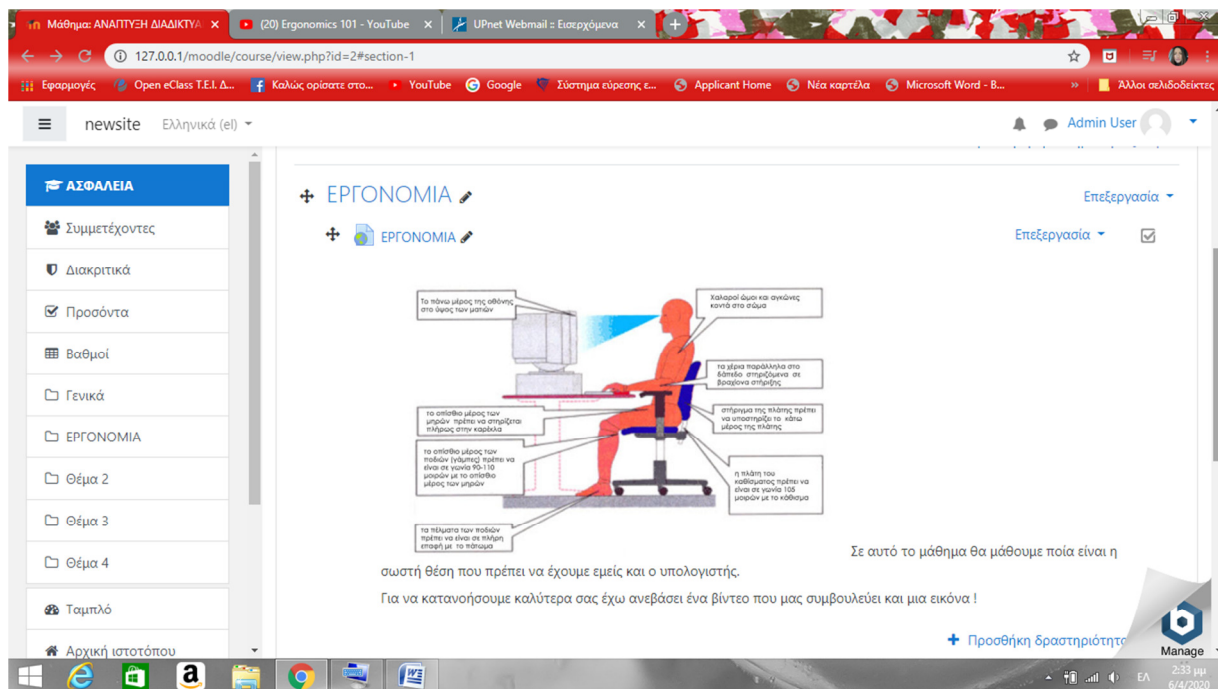 Μάθημα: ΑΝΑΠΤΥΞΗ ΔΙΑΔΙΚΤΥΑ
(20) Ergonomics 101 - YouTube
UPnet Webmail :: Εισερχόμενα
127.0.0.1/moodle/course/view.php?id=2#section-1
Εφαρμογές
Open eClass Τ.Ε.Ι. Δ...
Καλώς ορίσατε στο...
YouTube
Google
Σύστημα εύρεσης ε...
Applicant Home
Νέα καρτέλα
Microsoft Word - B...
»
Άλλοι σελιδοδείκτες
newsite
Ελληνικά (el)
Admin User
ΑΣΦΑΛΕΙΑ
Συμμετέχοντες
Διακριτικά
Προσόντα
Βαθμοί
Γενικά
ΕΡΓΟΝΟΜΙΑ
Θέμα 2
Θέμα 3
Θέμα 4
Ταμπλό
Αρχική ιστοτόπου
ΕΡΓΟΝΟΜΙΑ
Επεξεργασία
ΕΡΓΟΝΟΜΙΑ
Επεξεργασία
Το πάνω μέρος της οθόνης
στο ύψος των ματιών
Χαλαροί ώμοι και αγκώνες
κοντά στο σώμα
τα χέρια παράλληλα στο
δάπεδο στηριζόμενα σε
βραχίονα στήριξης
το οπίσθιο μέρος των
μηρών πρέπει να στηρίζεται
πλήρως στην καρέκλα
στήριγμα της πλάτης πρέπει
να υποστηρίζει το κάτω
μέρος της πλάτης
το οπίσθιο μέρος των
ποδιών (γάμπες) πρέπει να
είναι σε γωνία 90-110
μοιρών με το οπίσθιο
μέρος των μηρών
η πλάτη του
καθίσματος πρέπει να
είναι σε γωνία 105
μοιρών με το κάθισμα
τα πέλματα των ποδιών
πρέπει να είναι σε πλήρη
επαφή με το πάτωμα
Σε αυτό το μάθημα θα μάθουμε ποία είναι η
σωστή θέση που πρέπει να έχουμε εμείς και ο υπολογιστής.
Για να κατανοήσουμε καλύτερα σας έχω ανεβάσει ένα βίντεο που μας συμβουλεύει και μια εικόνα !
Προσθήκη δραστηριότητα
Manage
ΕΛ
2:33 μμ
6/4/2020